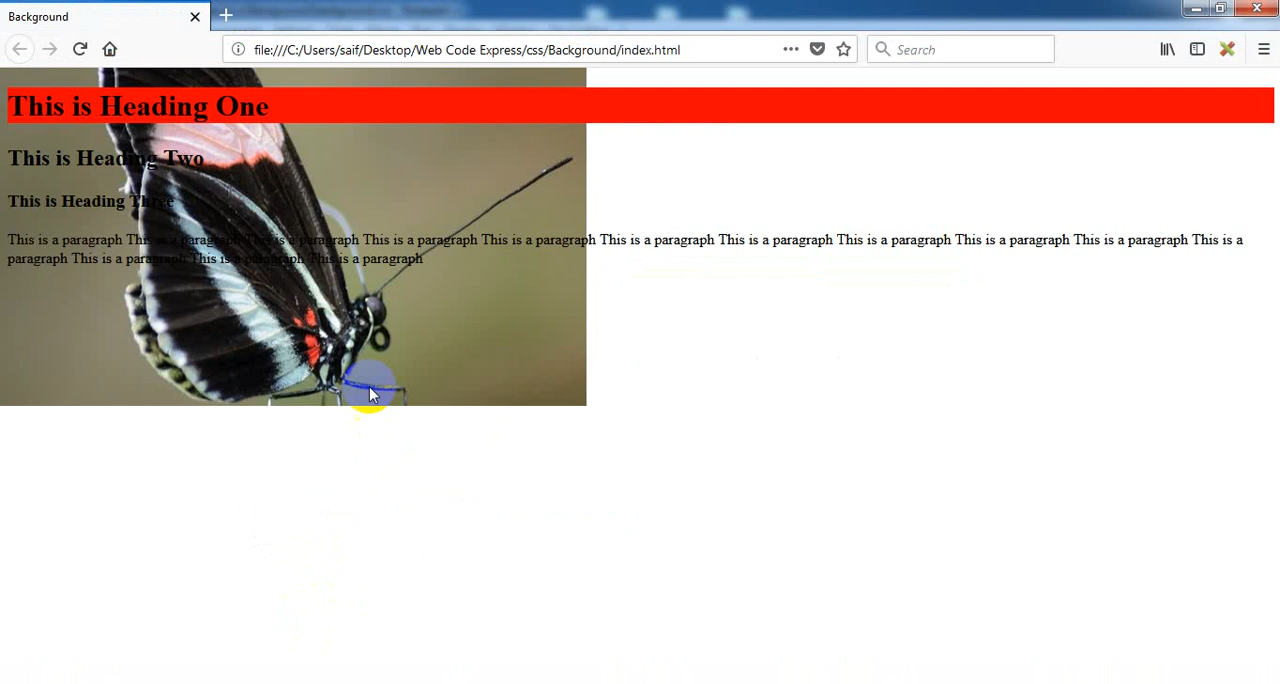 Background
file:///C:/Users/saif/Desktop/Web Code Express/css/Background/index.html
Search
This is Heading One
This is Heading Two
This is Heading Three
This is a paragraph This is a paragraph This is a paragraph This is a paragraph This is a paragraph This is a paragraph This is a paragraph This is a paragraph This is a paragraph This is a paragraph This is a
paragraph This is a paragraph This is a paragraph This is a paragraph